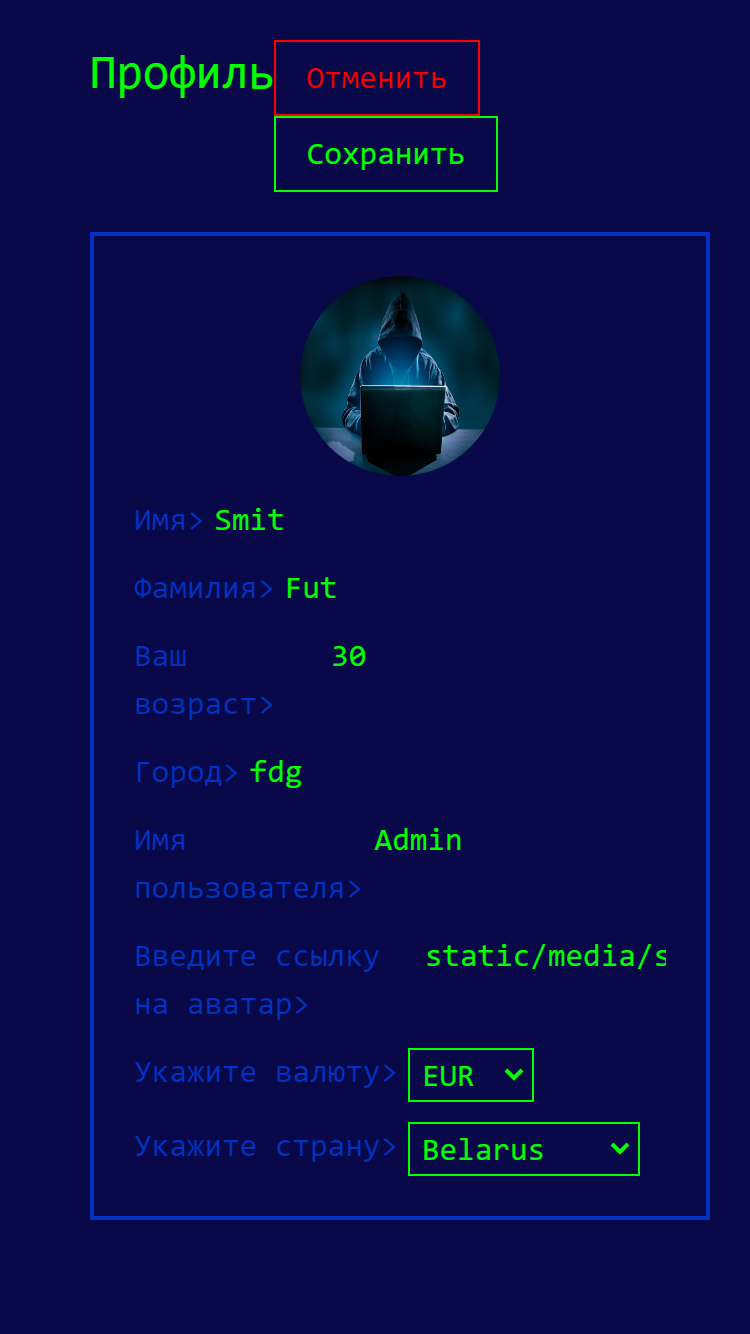 Профиль Отменить
Сохранить
Имя> Smit
Фамилия> Fut
Ваш 30
возраст>
Город> fdg
Имя Admin
пользователя>
Введите ссылку static/media/s
на аватар>
Укажите валюту> EUR
Укажите страну> Belarus